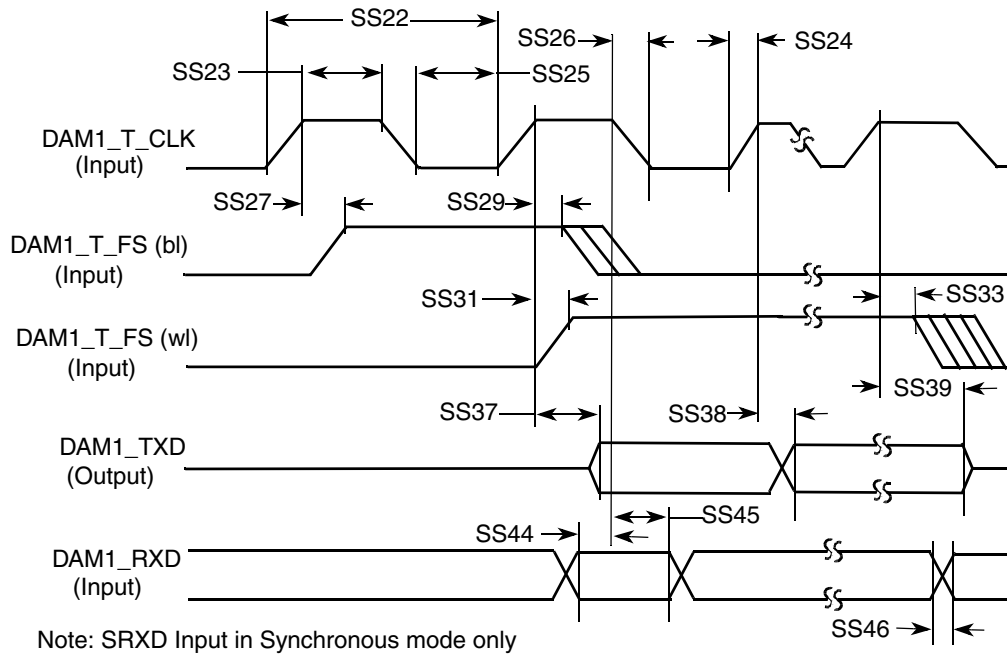 SS22
SS26
SS24
SS23
SS25
DAM1_T_CLK
(Input)
SS27
SS29
DAM1_T_FS (bl)
(Input)
SS31
SS33
DAM1_T_FS (wl)
(Input)
SS39
SS37
SS38
DAM1_TXD
(Output)
SS44
SS45
DAM1_RXD
(Input)
SS46
Note: SRXD Input in Synchronous mode only